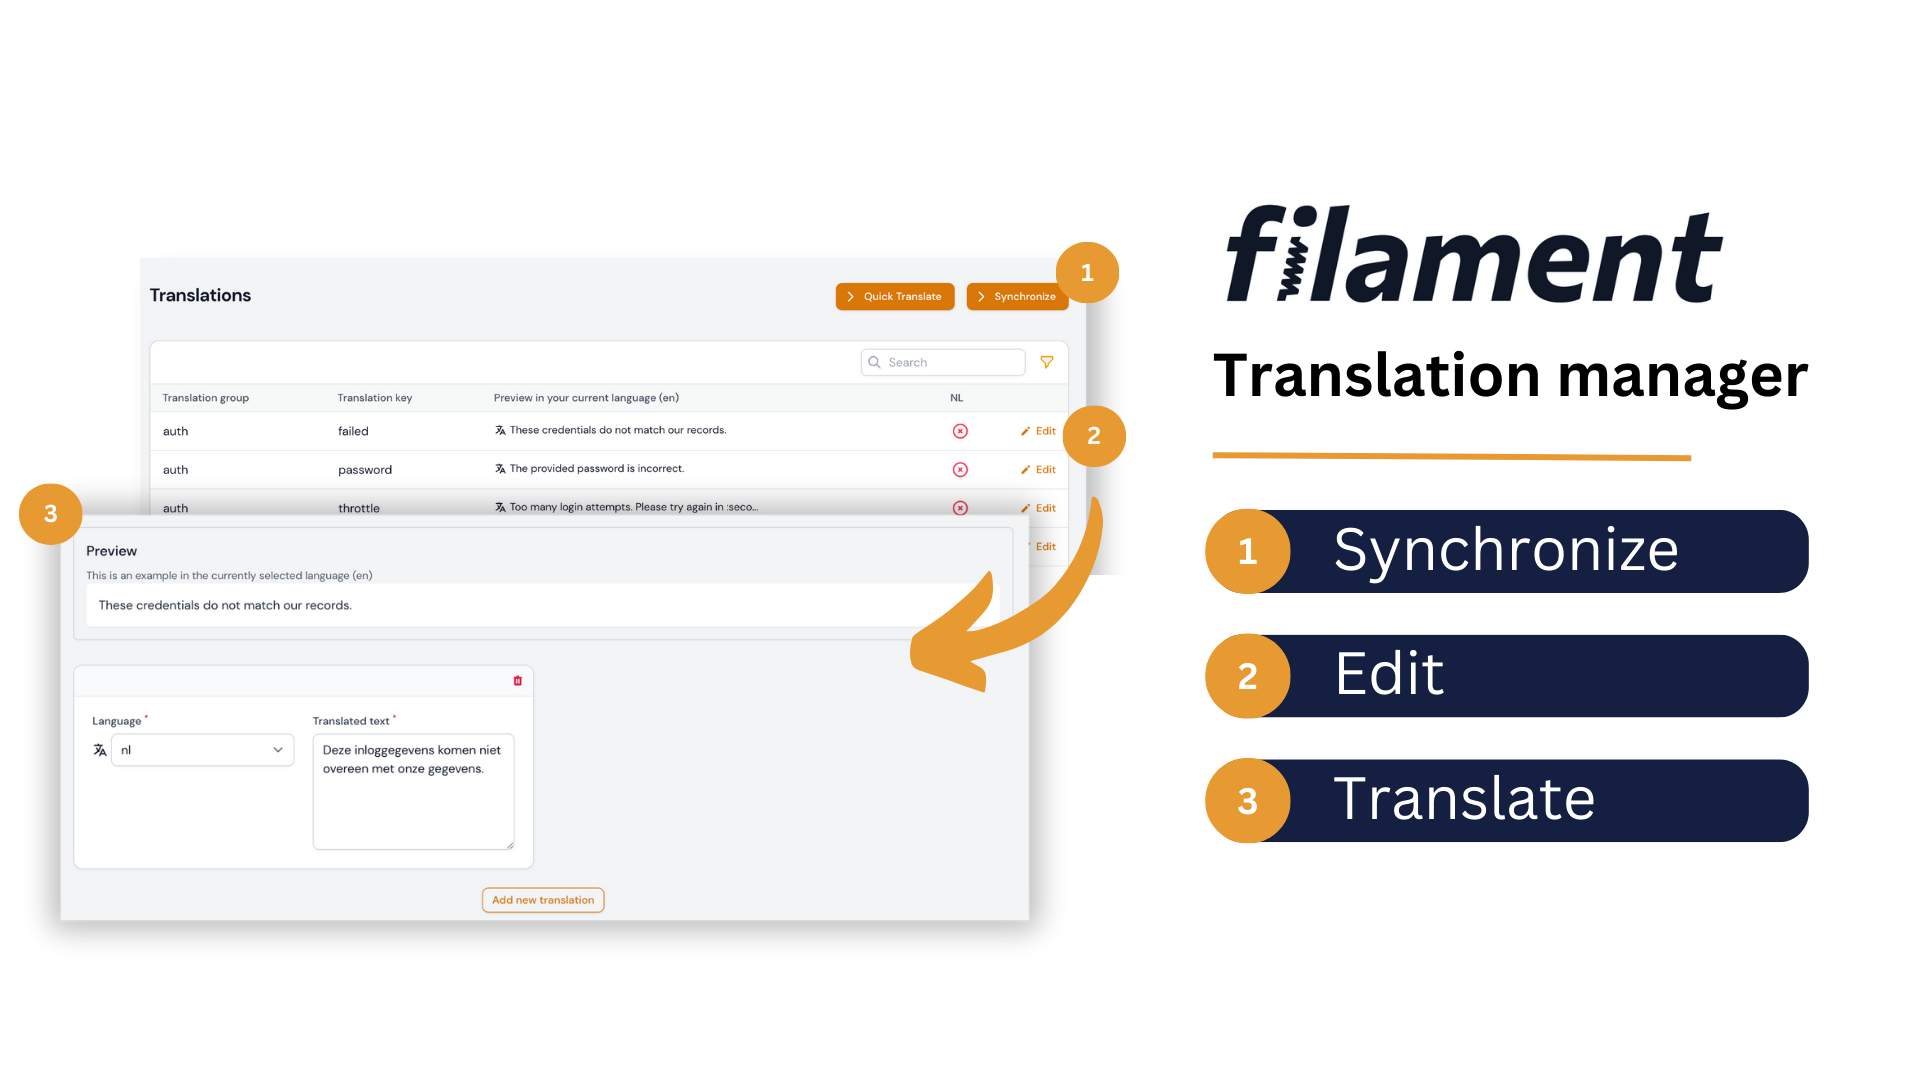 Translations
Quick Translate
Synchronize
1
Search
Translation group
Translation key
Preview in your current language (en)
NL
auth
failed
These credentials do not match our records.
Edit
2
auth
password
The provided password is incorrect.
Edit
auth
throttle
Too many login attempts. Please try again in :seco...
Edit
Edit
3
Preview
This is an example in the currently selected language (en)
These credentials do not match our records.
Language *
Translated text *
nl
Deze inloggegevens komen niet
overeen met onze gegevens.
Add new translation
filament
Translation manager
1 Synchronize
2 Edit
3 Translate